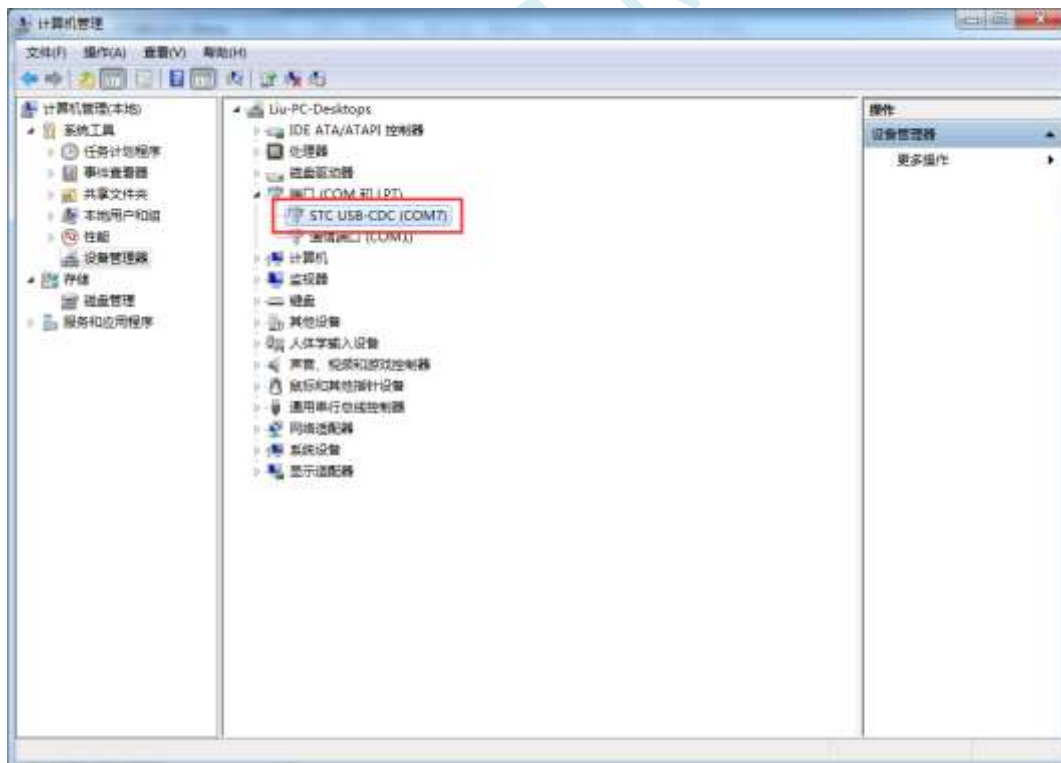 计算机管理
文件(F) 操作(A) 查看(V) 帮助(H)
计算机管理(本地)
系统工具
任务计划程序
事件查看器
共享文件夹
本地用户和组
性能
设备管理器
存储
磁盘管理
服务和应用程序
Liu-PC-Desktops
IDE ATA/ATAPI 控制器
处理器
磁盘驱动器
端口 (COM 和 LPT)
STC USB-CDC (COM7)
通信端口 (COM1)
计算机
监视器
键盘
其他设备
人体学输入设备
声音、视频和游戏控制器
鼠标和其他指针设备
通用串行总线控制器
网络适配器
系统设备
显示适配器
操作
设备管理器
更多操作